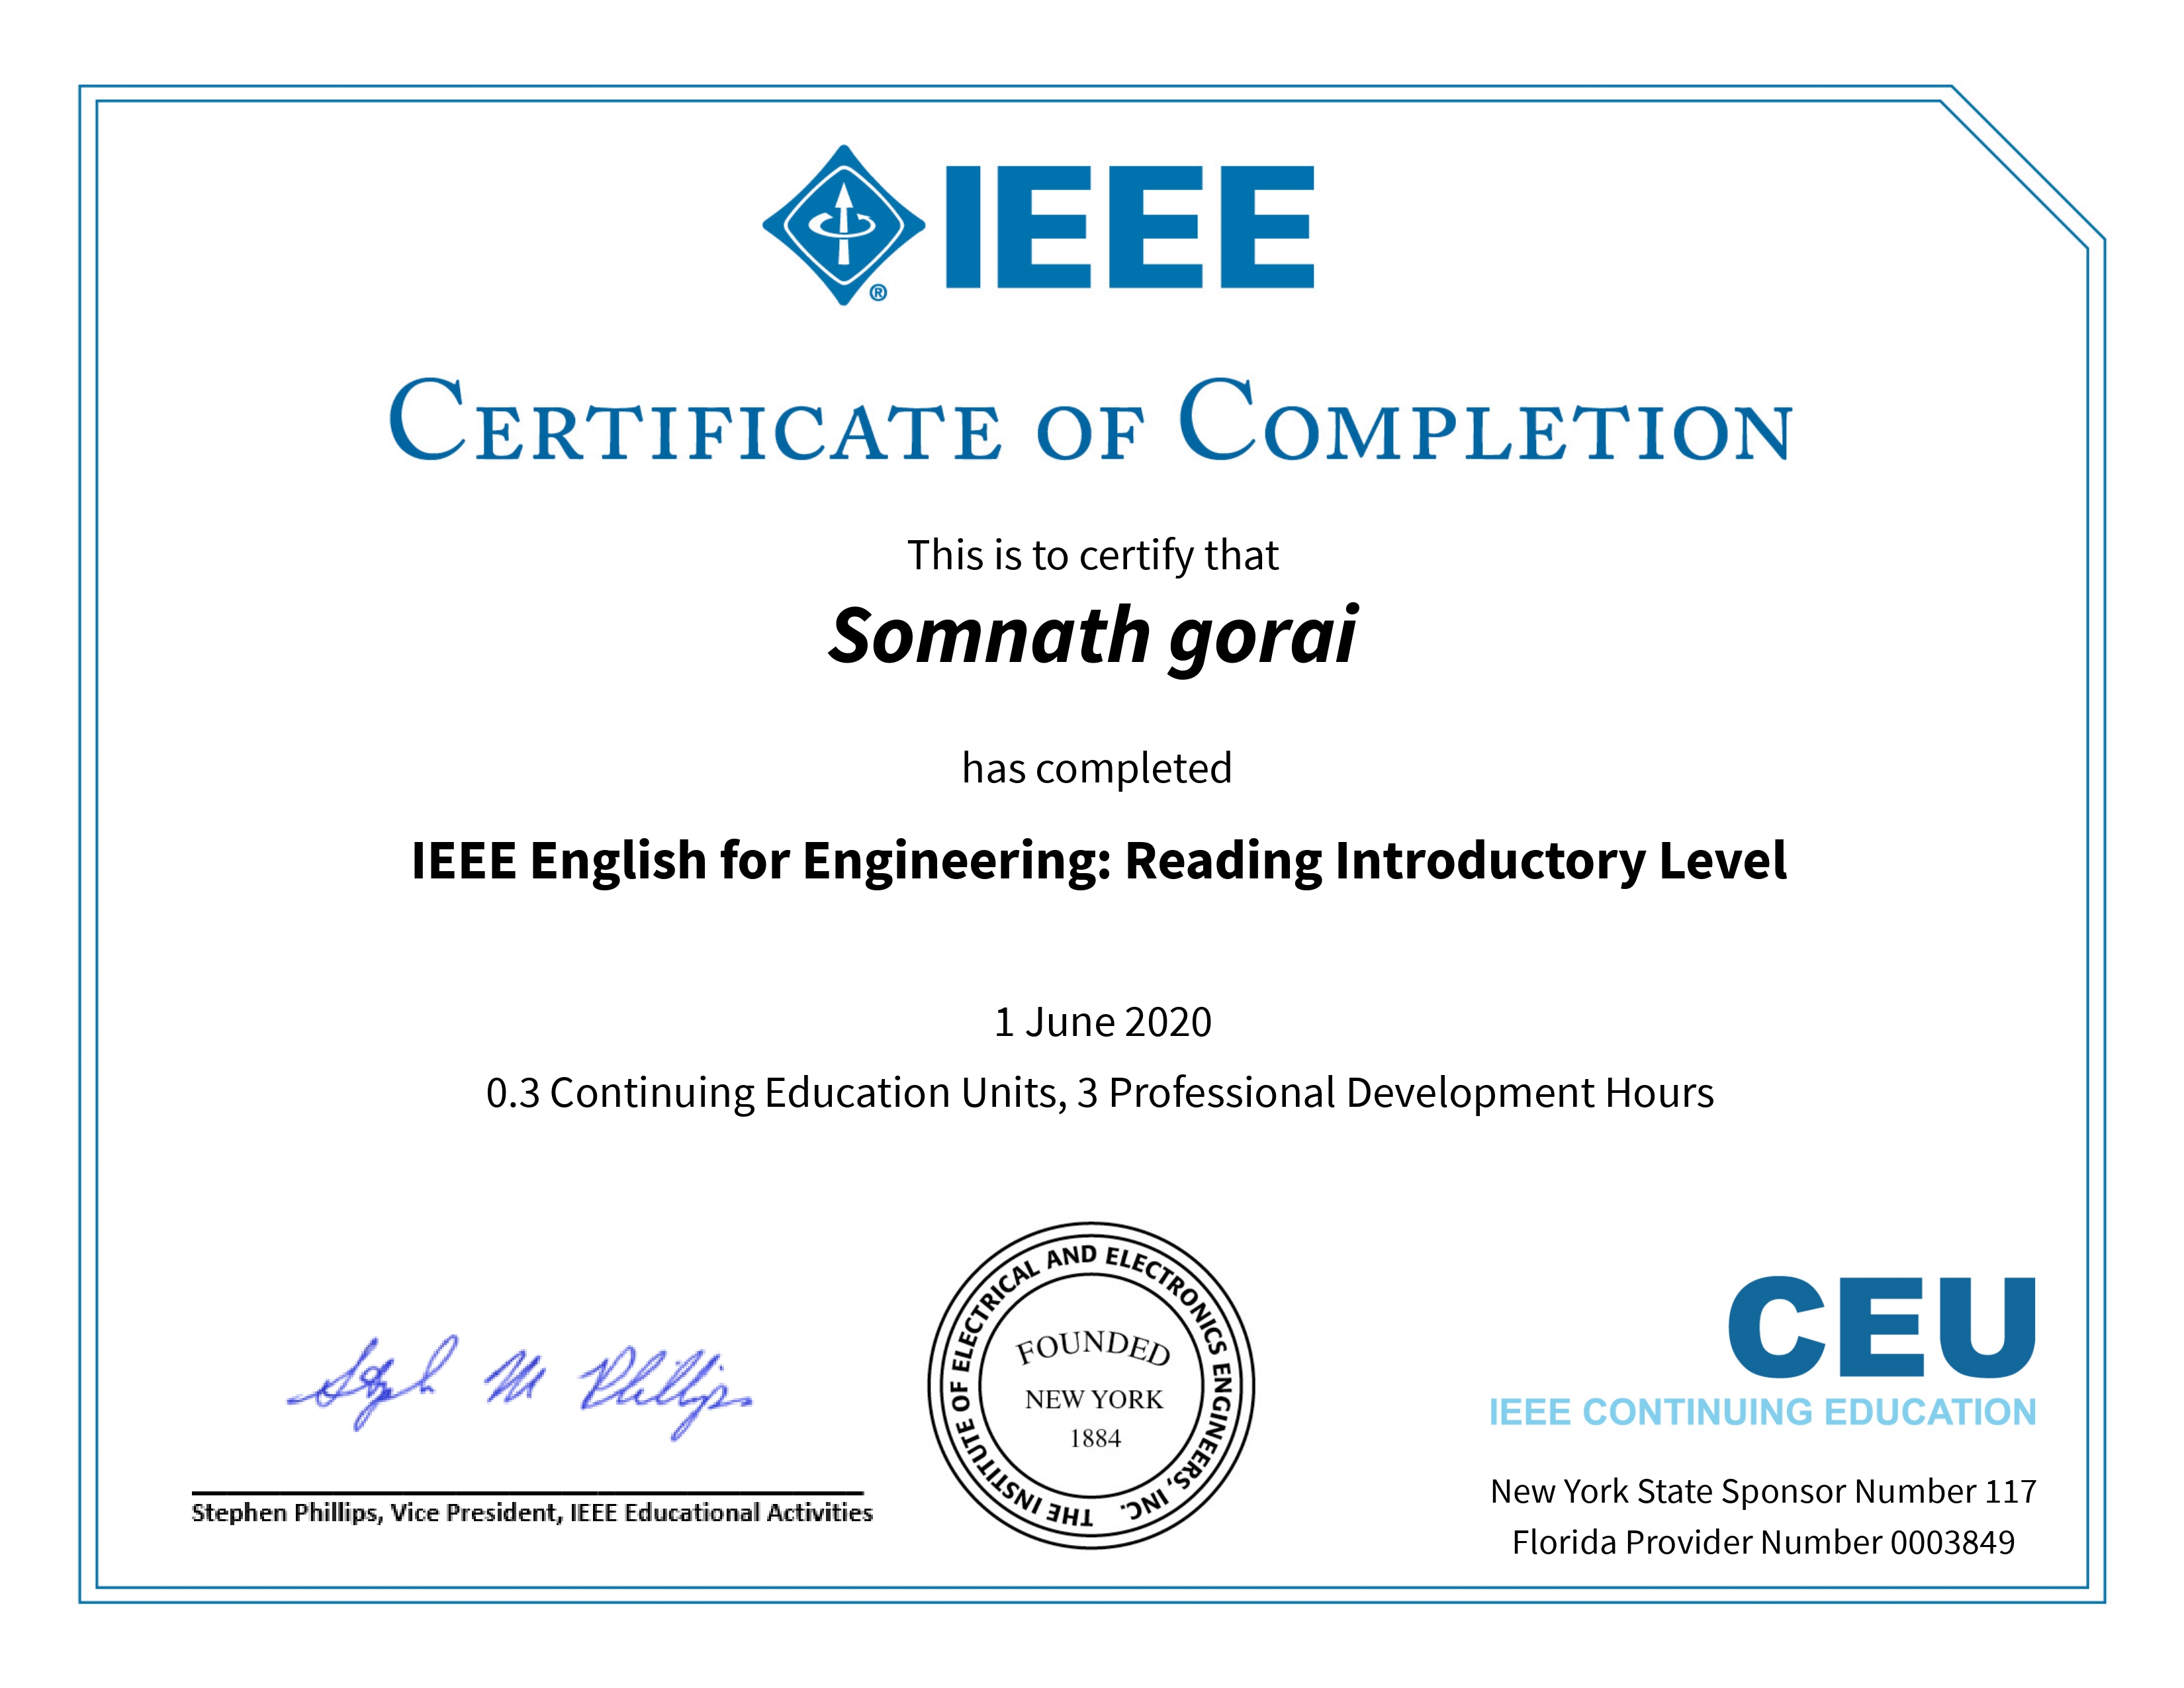 IEEE
®
CERTIFICATE OF COMPLETION
This is to certify that
Somnath gorai
has completed
IEEE English for Engineering: Reading Introductory Level
1 June 2020
0.3 Continuing Education Units, 3 Professional Development Hours
Stephen M Phillips
Stephen Phillips, Vice President, IEEE Educational Activities
THE INSTITUTE OF ELECTRICAL AND ELECTRONICS ENGINEERS, INC.
FOUNDED
NEW YORK
1884
CEU
IEEE CONTINUING EDUCATION
New York State Sponsor Number 117
Florida Provider Number 0003849